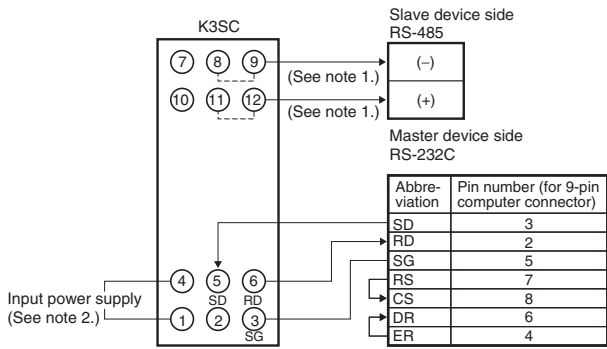 K3SC
Slave device side
RS-485
7 8 9
(See note 1.)
(−)
10 11 12
(See note 1.)
(+)
Master device side
RS-232C
Abbre-
viation
Pin number (for 9-pin
computer connector)
SD 3
RD 2
SG 5
RS 7
CS 8
DR 6
ER 4
4 5 6
SD RD
Input power supply
(See note 2.)
1 2 3
SG